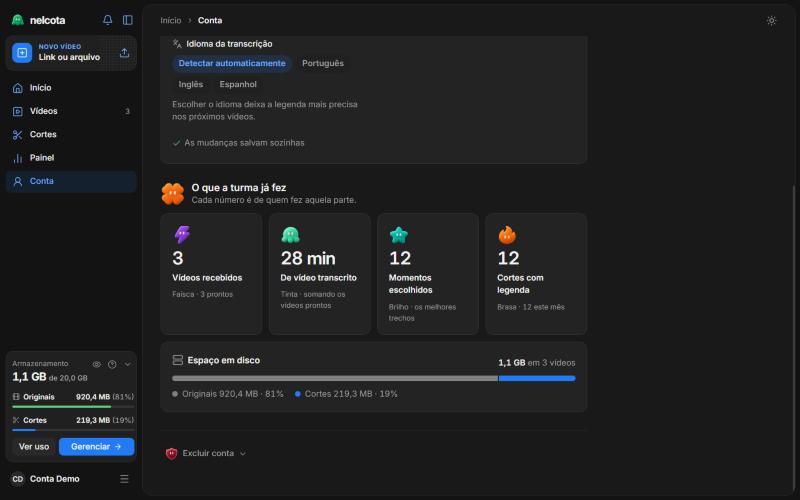 nelcota
NOVO VÍDEO
Link ou arquivo
Início
Vídeos 3
Cortes
Painel
Conta
Armazenamento
1,1 GB de 20,0 GB
Originais 920,4 MB (81%)
Cortes 219,3 MB (19%)
Ver uso
Gerenciar →
CD Conta Demo
Início > Conta
Idioma da transcrição
Detectar automaticamente Português
Inglês Espanhol
Escolher o idioma deixa a legenda mais precisa
nos próximos vídeos.
As mudanças salvam sozinhas
O que a turma já fez
Cada número é de quem fez aquela parte.
3
Vídeos recebidos
Faísca · 3 prontos
28 min
De vídeo transcrito
Tinta · somando os
vídeos prontos
12
Momentos
escolhidos
Brilho · os melhores
trechos
12
Cortes com
legenda
Brasa · 12 este mês
Espaço em disco
1,1 GB em 3 vídeos
Originais 920,4 MB · 81% Cortes 219,3 MB · 19%
Excluir conta